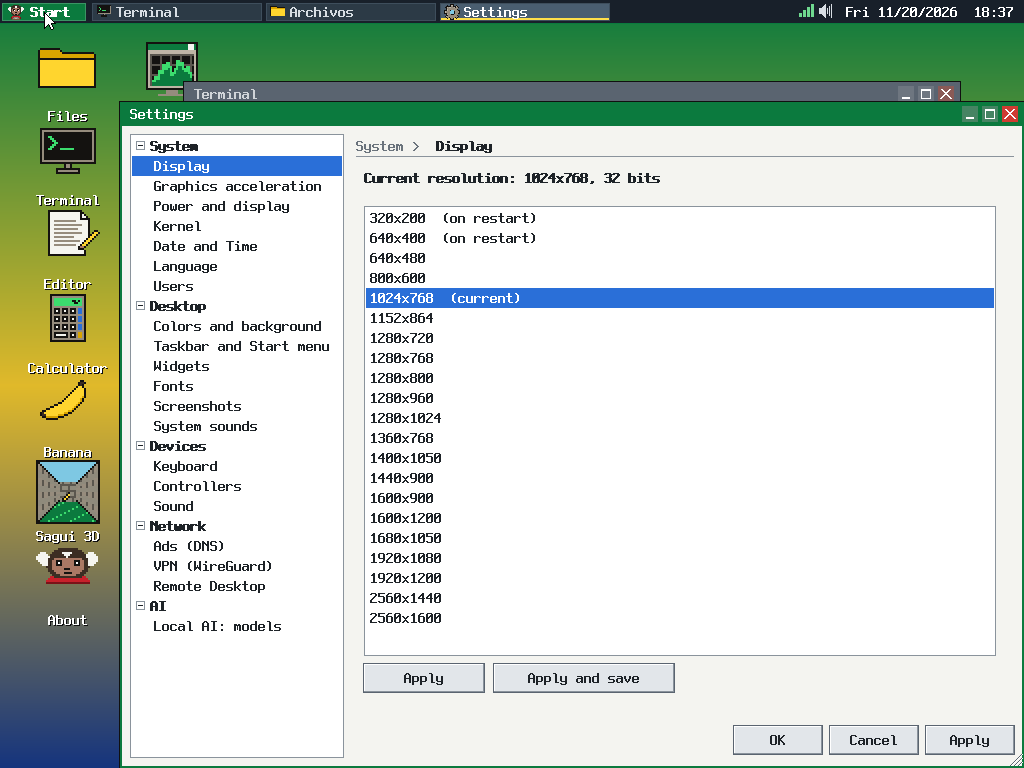 Start Terminal Archivos Settings Fri 11/20/2026 18:37
Files
Terminal
Editor
Calculator
Banana
Sagui 3D
About
Terminal
Settings
System
Display
Graphics acceleration
Power and display
Kernel
Date and Time
Language
Users
Desktop
Colors and background
Taskbar and Start menu
Widgets
Fonts
Screenshots
System sounds
Devices
Keyboard
Controllers
Sound
Network
Ads (DNS)
VPN (WireGuard)
Remote Desktop
AI
Local AI: models
System > Display
Current resolution: 1024x768, 32 bits
320x200 (on restart)
640x400 (on restart)
640x480
800x600
1024x768 (current)
1152x864
1280x720
1280x768
1280x800
1280x960
1280x1024
1360x768
1400x1050
1440x900
1600x900
1600x1200
1680x1050
1920x1080
1920x1200
2560x1440
2560x1600
Apply Apply and save
OK Cancel Apply